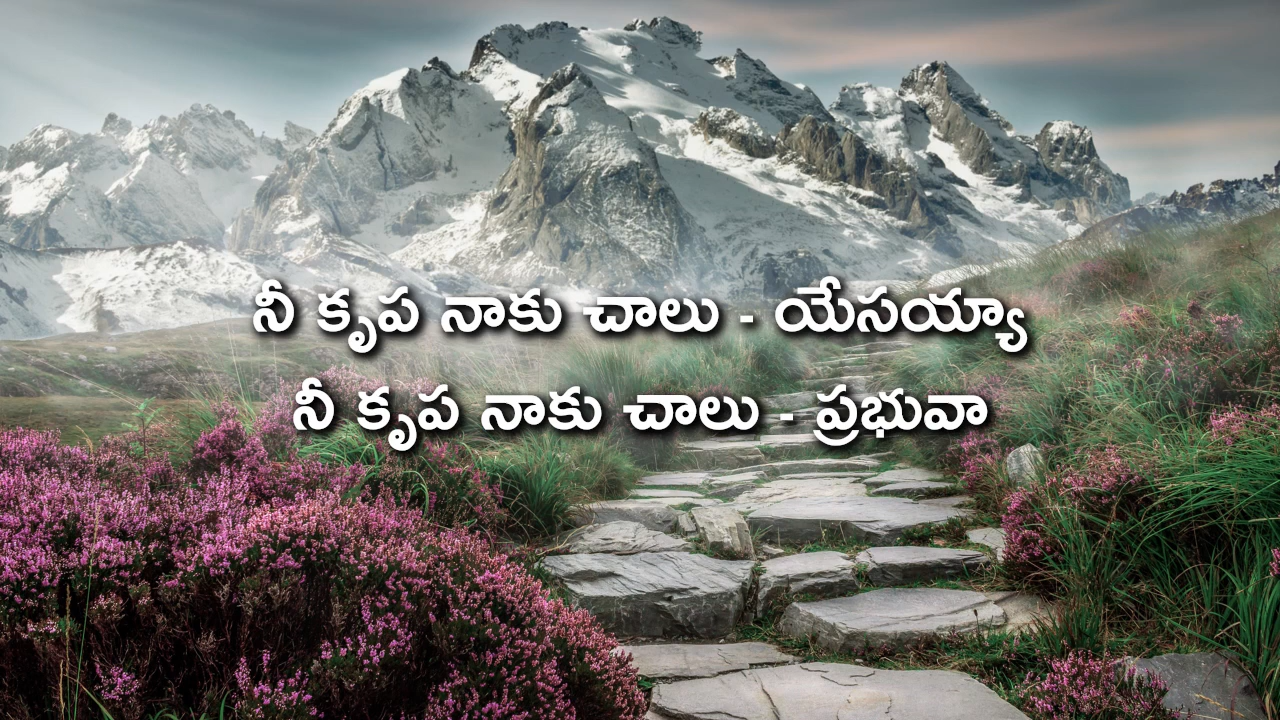 నీ కృప నాకు చాలు - యేసయ్యా
నీ కృప నాకు చాలు - ప్రభువా